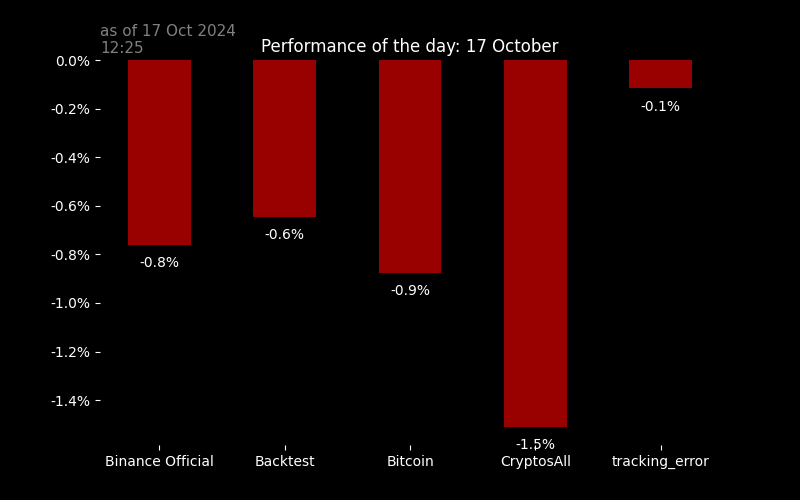 as of 17 Oct 2024
12:25
Performance of the day: 17 October
0.0%
-0.2%
-0.4%
-0.6%
-0.8%
-1.0%
-1.2%
-1.4%
-0.8%
-0.6%
-0.9%
-1.5%
-0.1%
Binance Official
Backtest
Bitcoin
CryptosAll
tracking_error